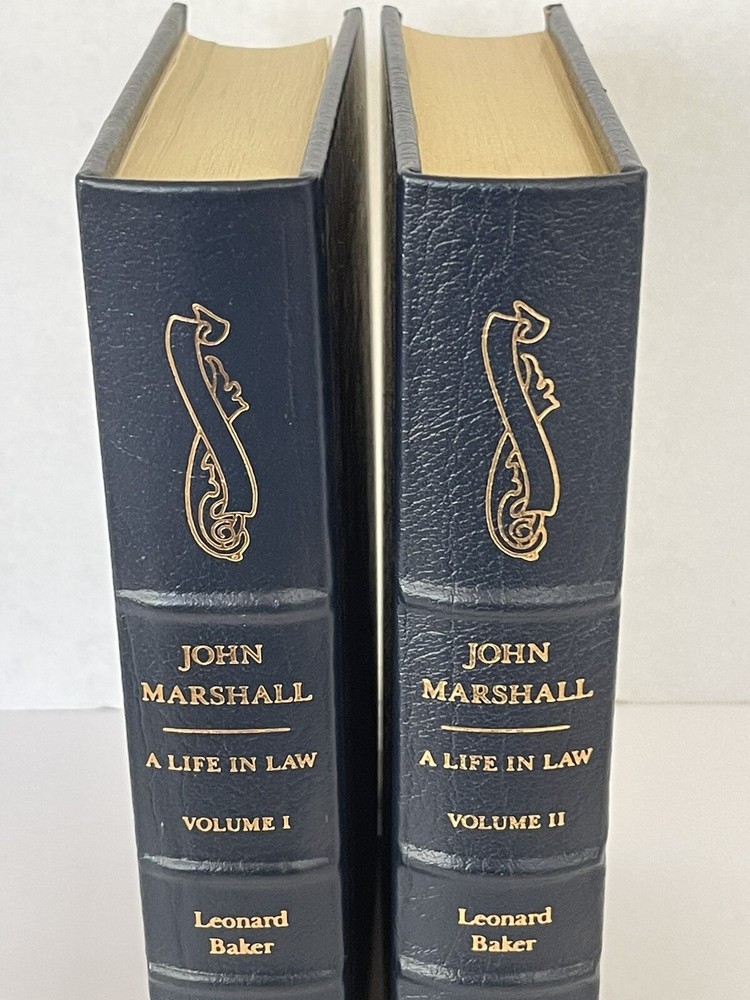 JOHN
MARSHALL
A LIFE IN LAW
VOLUME I
Leonard
Baker
JOHN
MARSHALL
A LIFE IN LAW
VOLUME II
Leonard
Baker